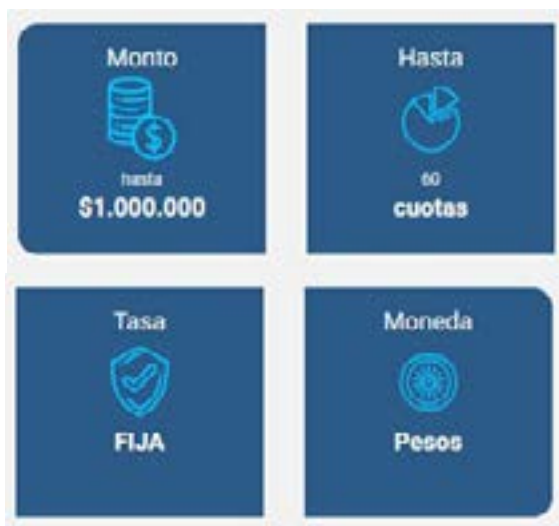 Monto
$
hasta
$1.000.000
Hasta
60
cuotas
Tasa
FIJA
Moneda
Pesos